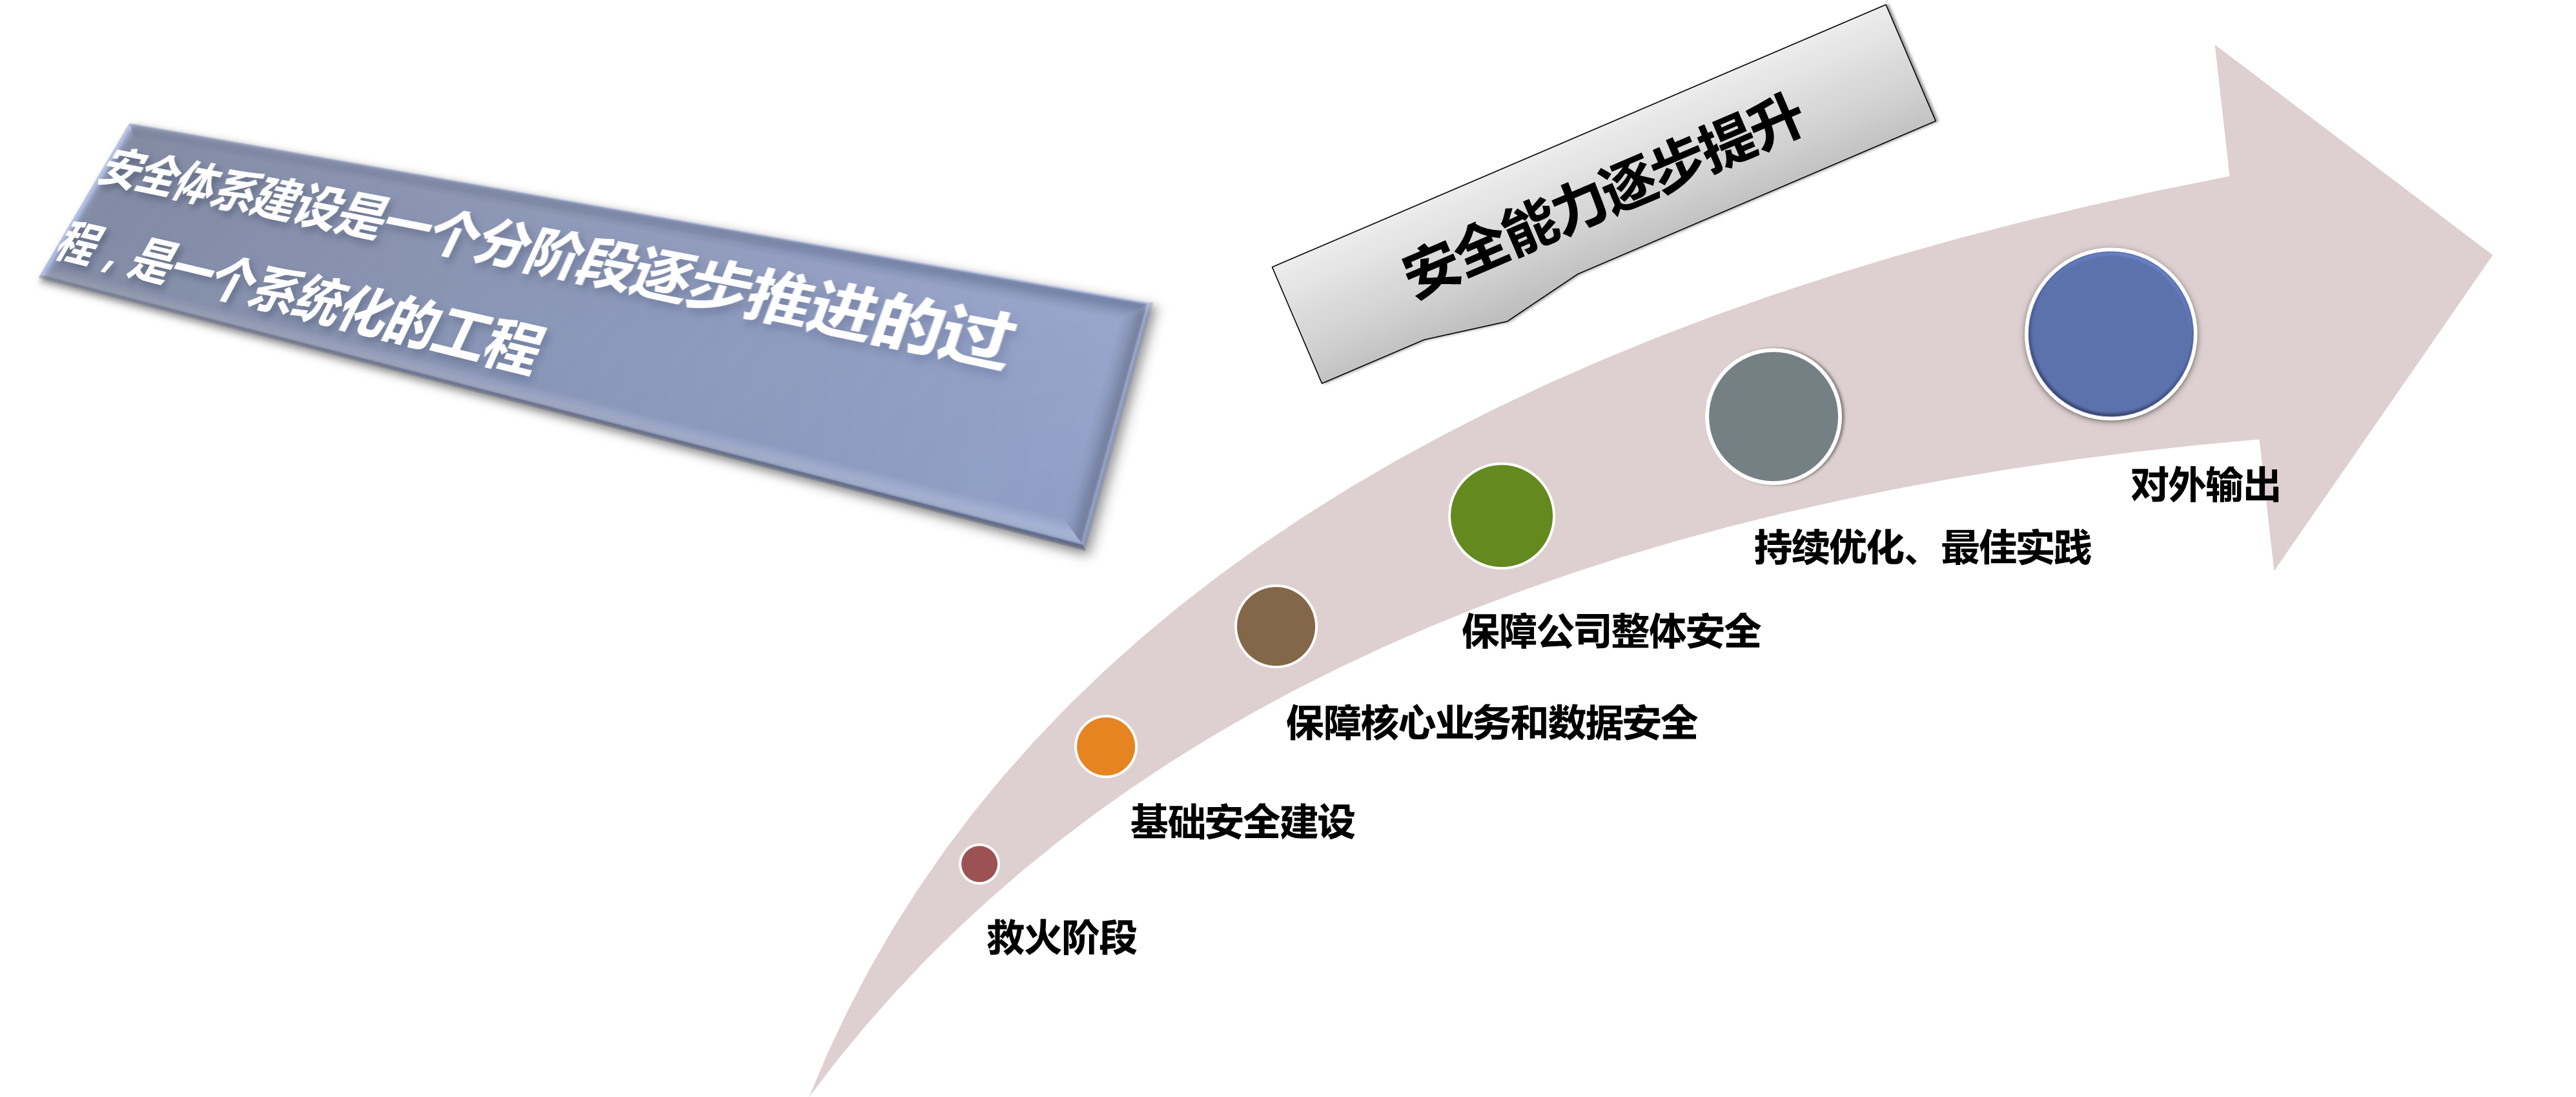 安全体系建设是一个分阶段逐步推进的过
程，是一个系统化的工程
安全能力逐步提升
对外输出
持续优化、最佳实践
保障公司整体安全
保障核心业务和数据安全
基础安全建设
救火阶段